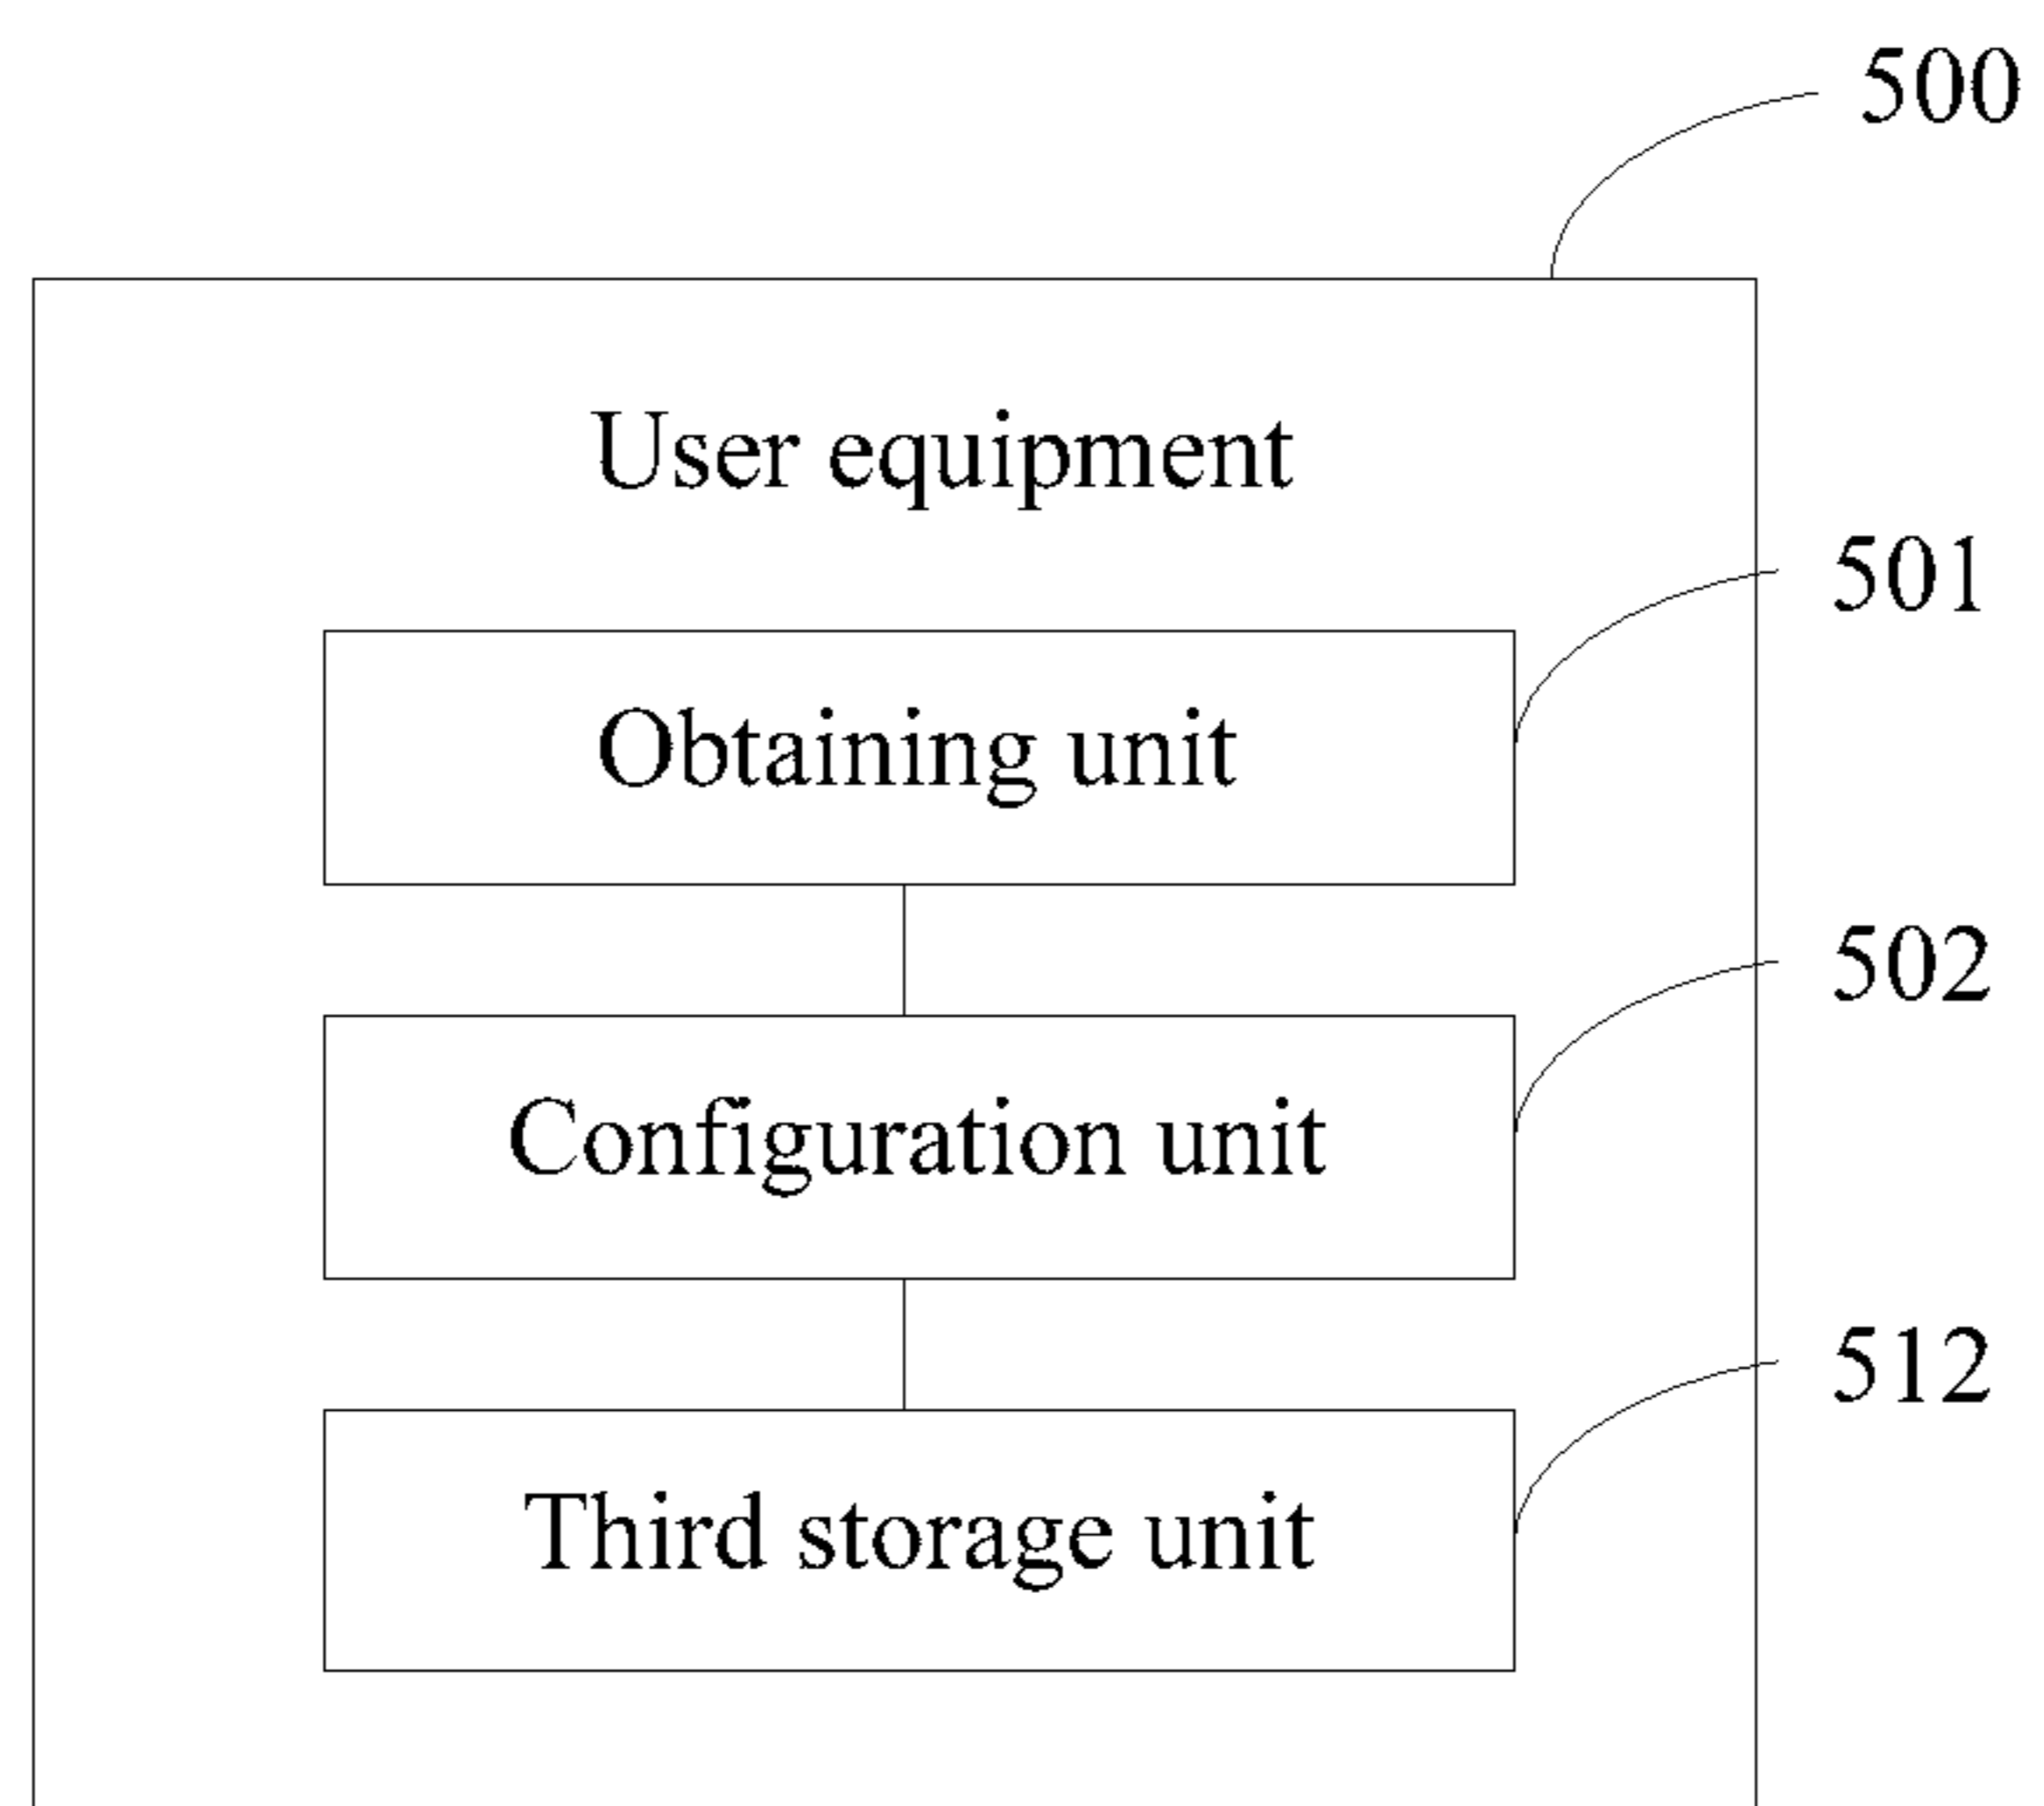 500
User equipment
501
Obtaining unit
502
Configuration unit
512
Third storage unit